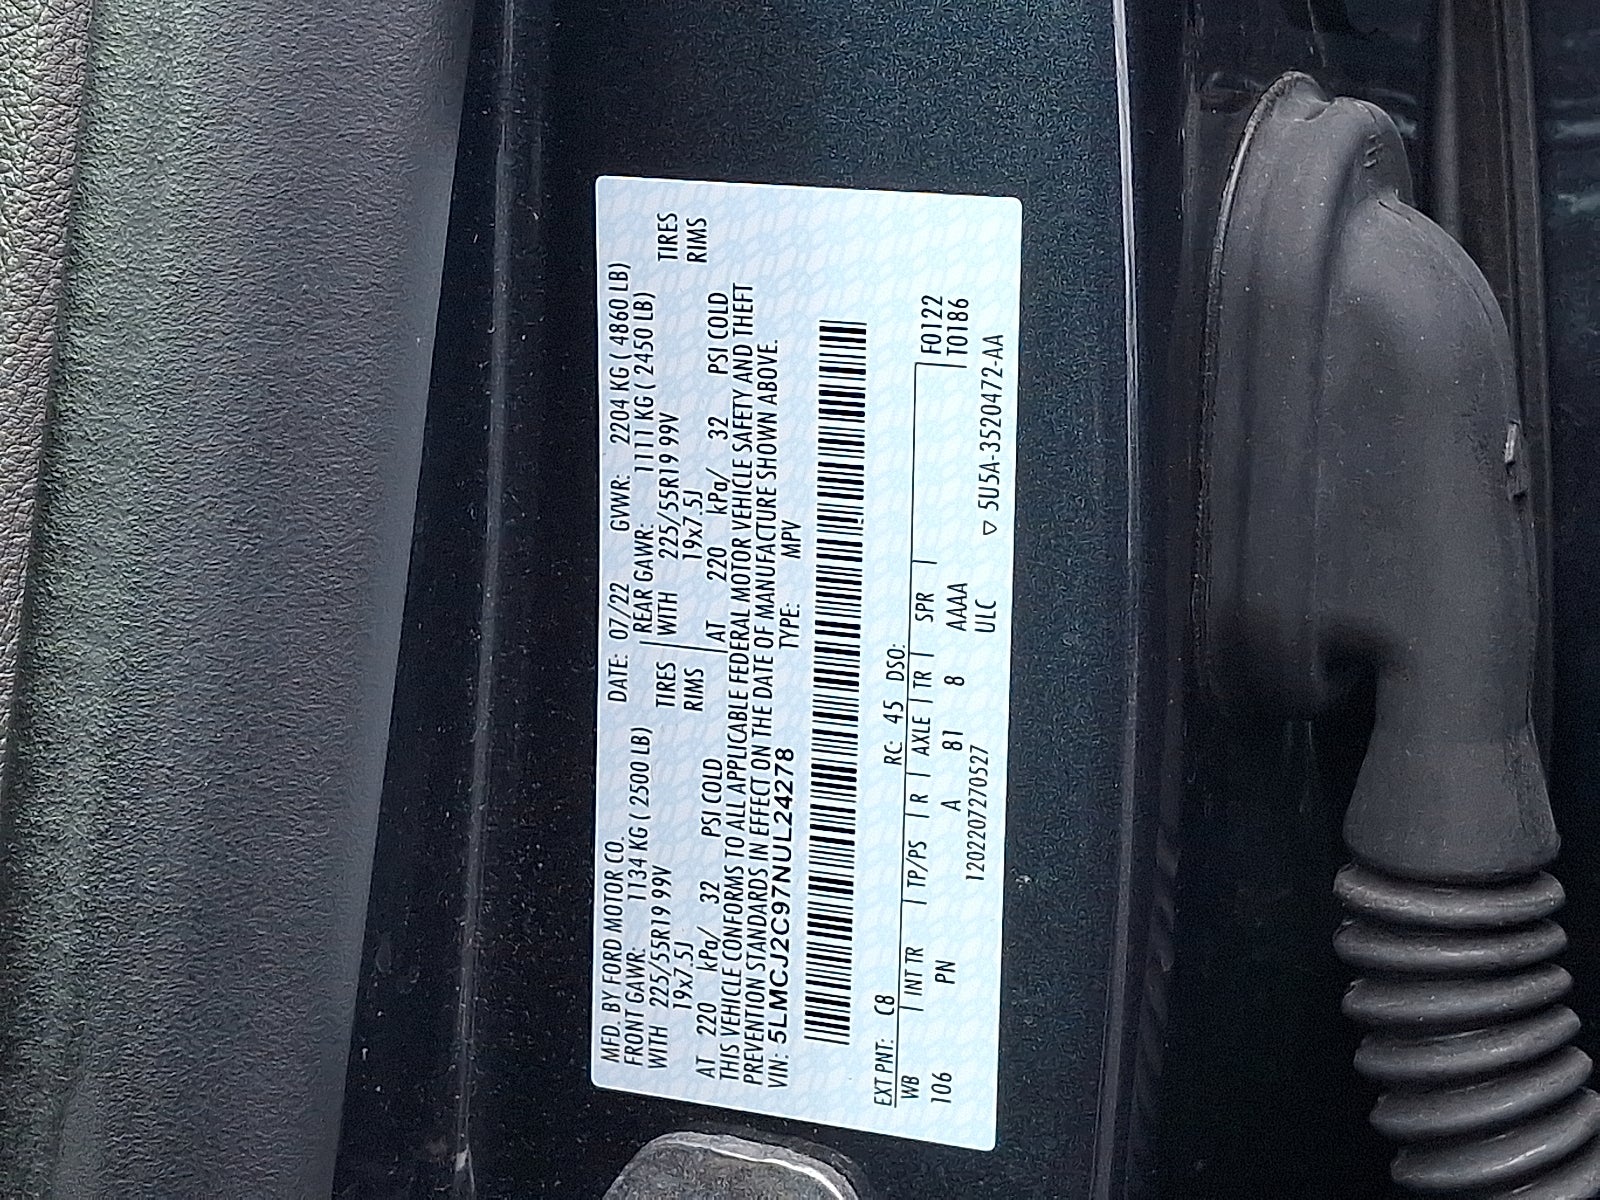 MFD. BY FORD MOTOR CO. DATE: 07/22 GVWR: 2204 KG ( 4860 LB)
FRONT GAWR: 1134 KG ( 2500 LB) REAR GAWR: 1111 KG ( 2450 LB)
WITH 225/55R19 99V TIRES WITH 225/55R19 99V TIRES
19x7.5J RIMS 19x7.5J RIMS
AT 220 kPa/ 32 PSI COLD AT 220 kPa/ 32 PSI COLD
THIS VEHICLE CONFORMS TO ALL APPLICABLE FEDERAL MOTOR VEHICLE SAFETY AND THEFT
PREVENTION STANDARDS IN EFFECT ON THE DATE OF MANUFACTURE SHOWN ABOVE.
VIN: 5LMCJ2C97NUL24278 TYPE: MPV
EXT PNT: C8 RC: 45 DSO:
WB | INT TR | TP/PS | R | AXLE | TR | SPR | F0122
106 PN A 81 8 AAAA T0186
120220727052​7 ULC ▽ 5U5A-3520472-AA